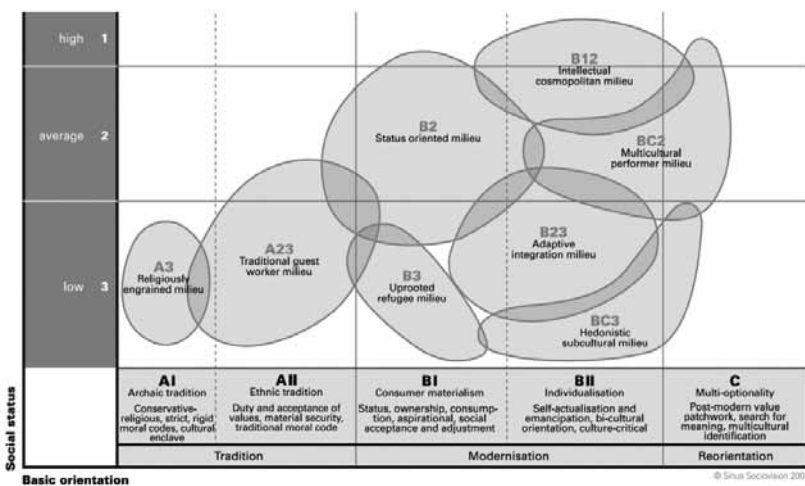 high 1
B12
Intellectual
cosmopolitan milieu
average 2
B2
Status oriented milieu
BC2
Multicultural
performer milieu
low 3
A3
Religiously
engrained milieu
A23
Traditional guest
worker milieu
B3
Uprooted
refugee milieu
B23
Adaptive
integration milieu
BC3
Hedonistic
subcultural milieu
Social status
AI
Archaic tradition
Conservative-
religious, strict, rigid
moral codes, cultural
enclave
AII
Ethnic tradition
Duty and acceptance of
values, material security,
traditional moral code
BI
Consumer materialism
Status, ownership, consump-
tion, aspirational, social
acceptance and adjustment
BII
Individualisation
Self-actualisation and
emancipation, bi-cultural
orientation, culture-critical
C
Multi-optionality
Post-modern value
patchwork, search for
meaning, multicultural
identification
Tradition
Modernisation
Reorientation
Basic orientation
© Sinus Sociovision